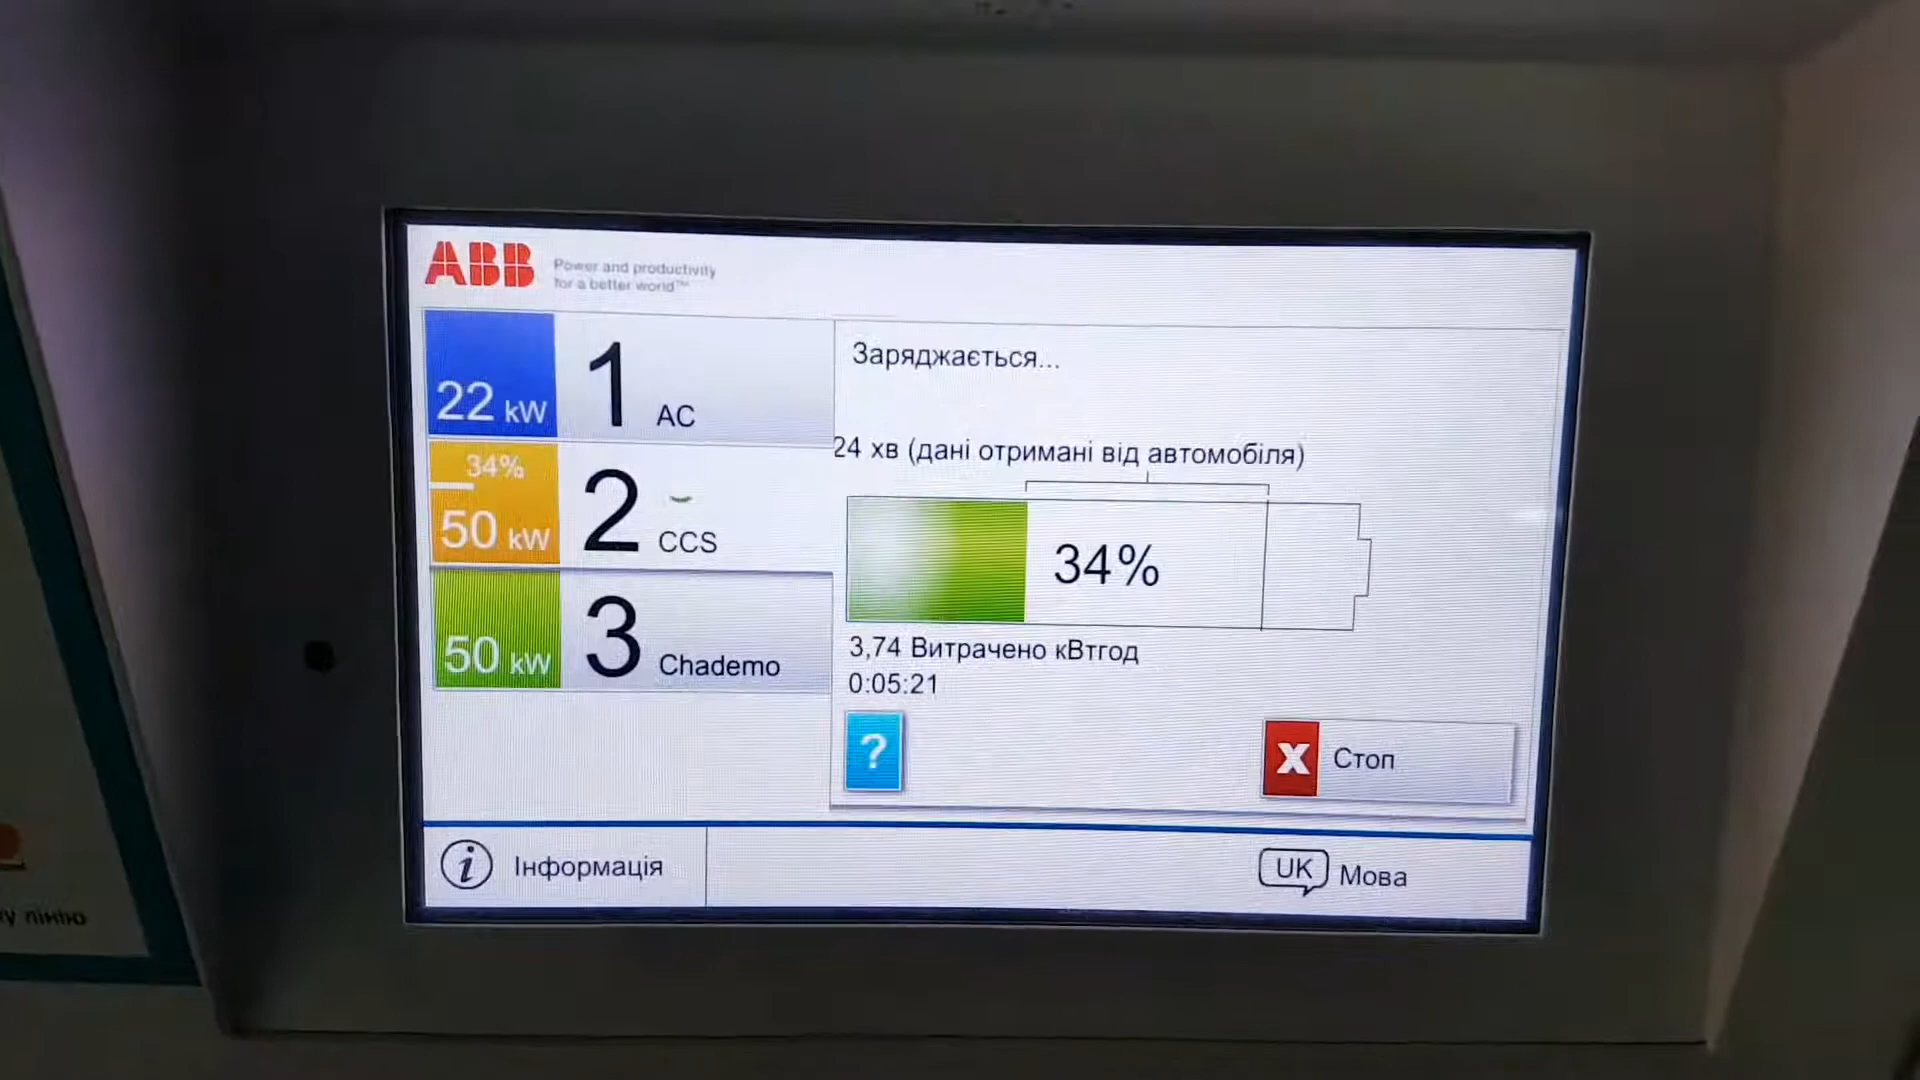 ABB
Power and productivity
for a better world™
22 kW
1 AC
34%
50 kW
2 CCS
50 kW
3 Chademo
Заряджається...
24 хв (дані отримані від автомобіля)
34%
3,74 Витрачено кВтгод
0:05:21
?
X Стоп
i Інформація
UK Мова
лінію